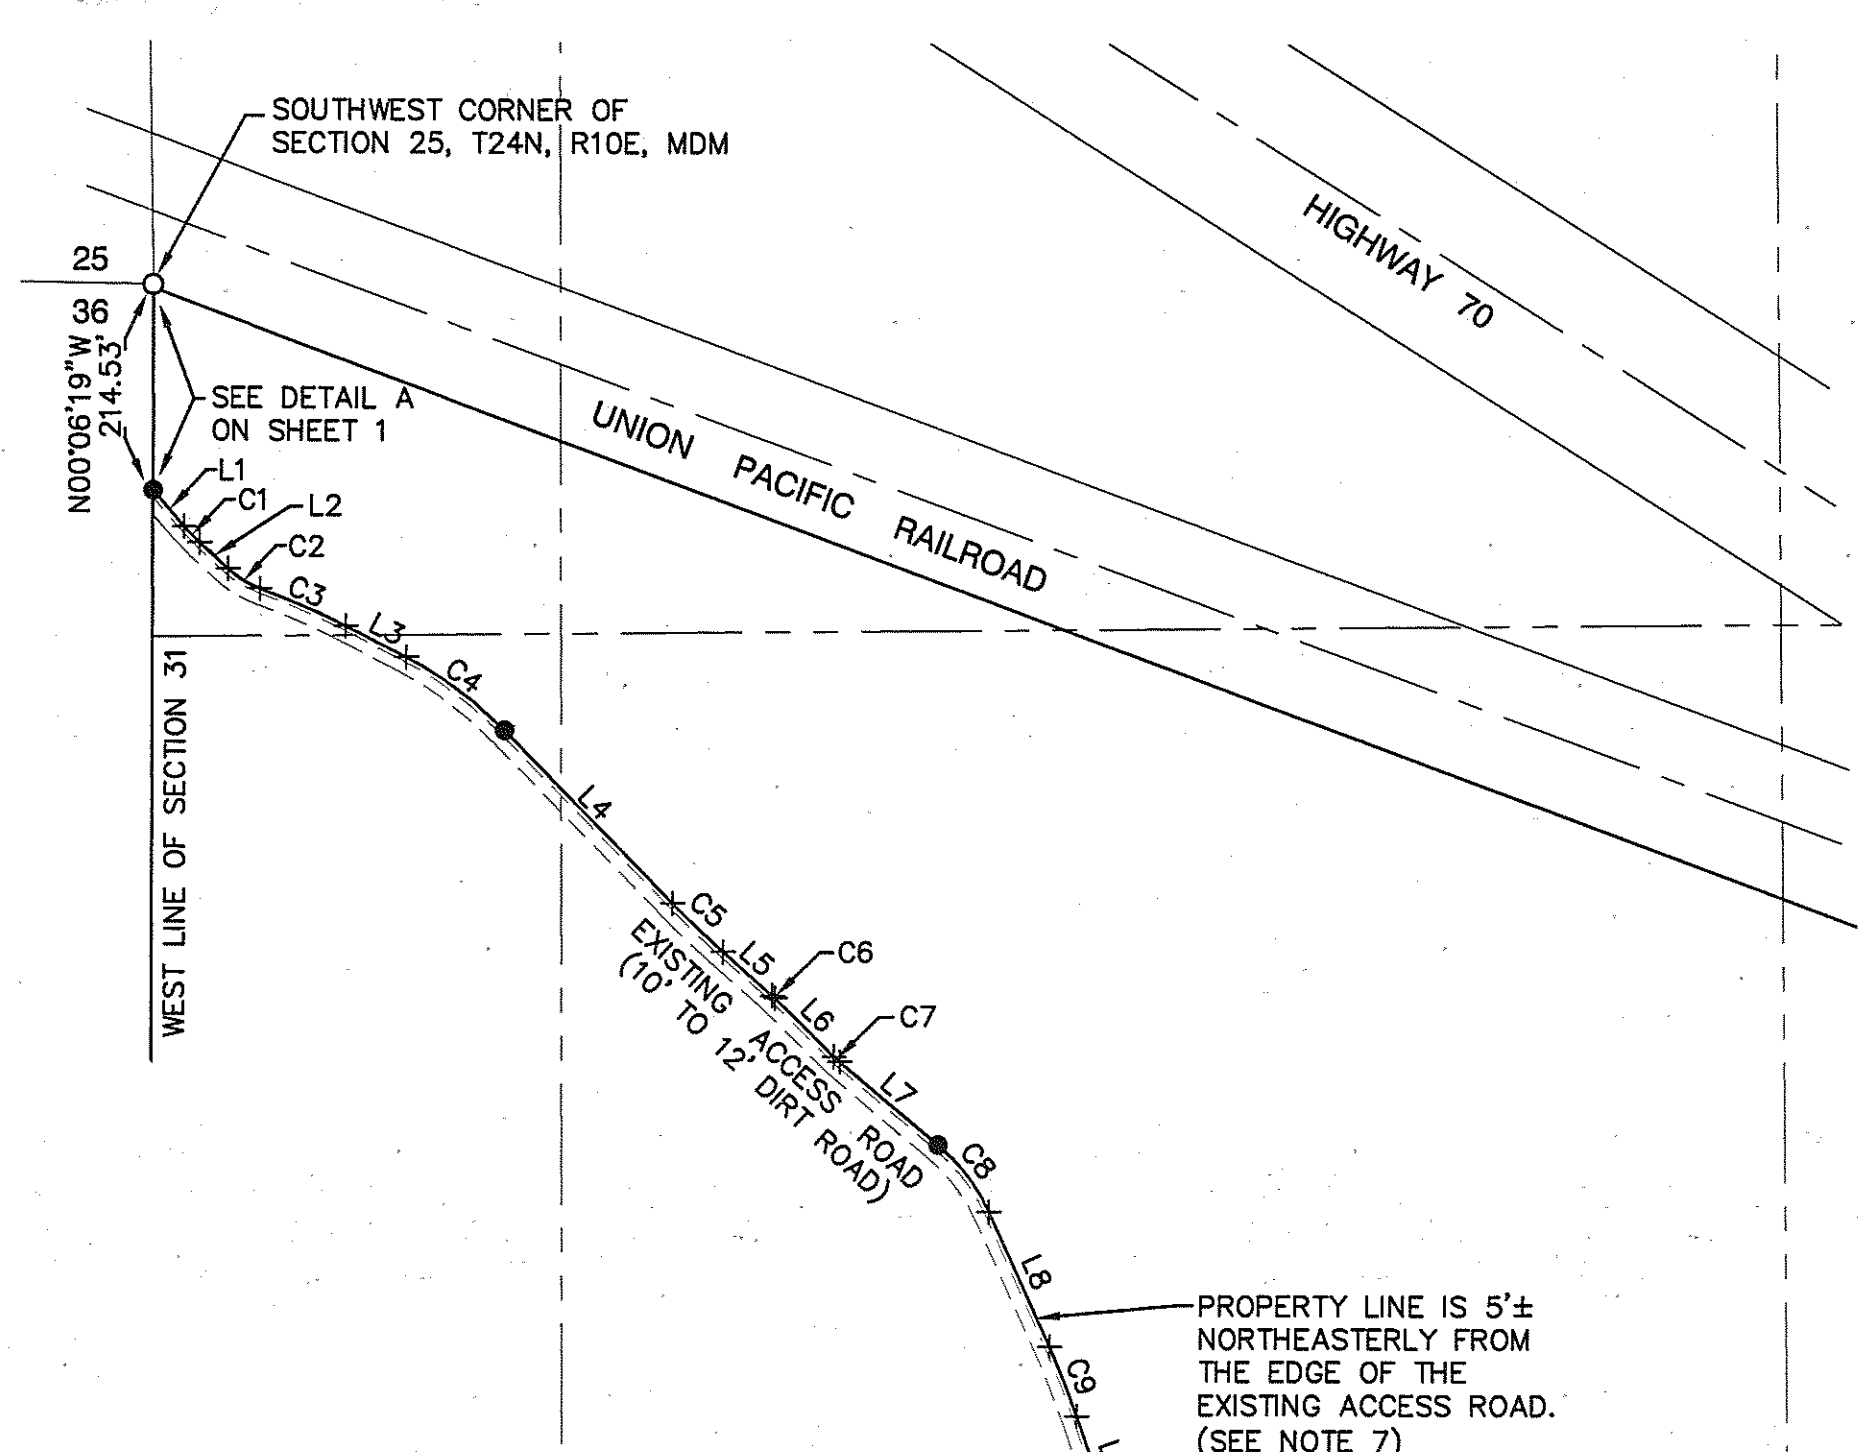 SOUTHWEST CORNER OF
SECTION 25, T24N, R10E, MDM
HIGHWAY 70
25
36
N00°06'19"W
214.53'
SEE DETAIL A
ON SHEET 1
UNION PACIFIC RAILROAD
L1
C1
L2
C2
C3
L3
C4
WEST LINE OF SECTION 31
L4
C5
L5
C6
L6
C7
EXISTING ACCESS ROAD
(10' TO 12' DIRT ROAD)
L7
C8
L8
PROPERTY LINE IS 5'±
NORTHEASTERLY FROM
THE EDGE OF THE
EXISTING ACCESS ROAD.
(SEE NOTE 7)
C9